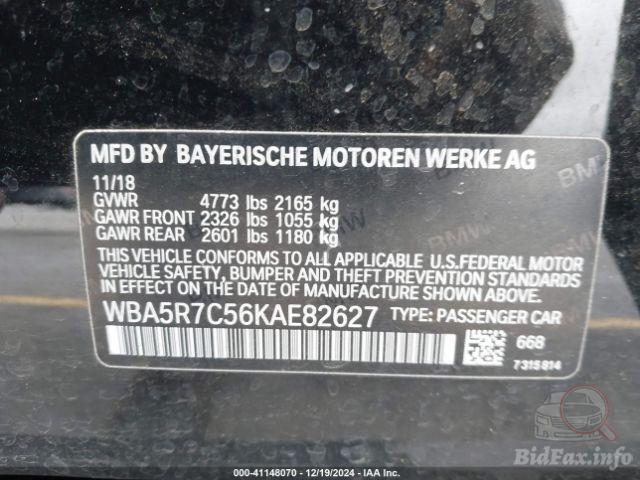 MFD BY BAYERISCHE MOTOREN WERKE AG
11/18
GVWR 4773 lbs 2165 kg
GAWR FRONT 2326 lbs 1055 kg
GAWR REAR 2601 lbs 1180 kg
THIS VEHICLE CONFORMS TO ALL APPLICABLE U.S.FEDERAL MOTOR
VEHICLE SAFETY, BUMPER AND THEFT PREVENTION STANDARDS
IN EFFECT ON THE DATE OF MANUFACTURE SHOWN ABOVE.
WBA5R7C56KAE82627 TYPE: PASSENGER CAR
668
7315814
BidFax.info
000-41148070 - 12/19/2024 - IAA Inc.